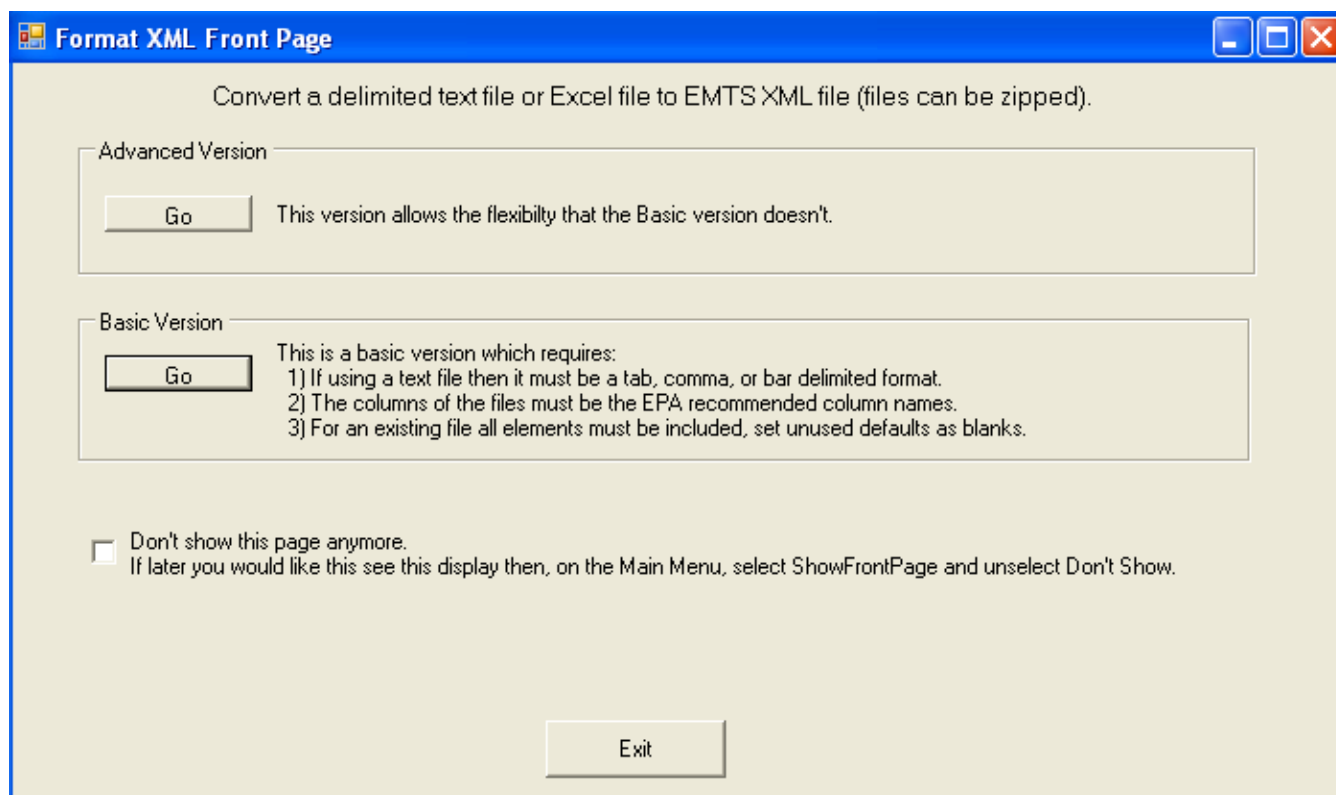 Format XML Front Page
Convert a delimited text file or Excel file to EMTS XML file (files can be zipped).
Advanced Version
Go
This version allows the flexibilty that the Basic version doesn't.
Basic Version
Go
This is a basic version which requires:
1) If using a text file then it must be a tab, comma, or bar delimited format.
2) The columns of the files must be the EPA recommended column names.
3) For an existing file all elements must be included, set unused defaults as blanks.
Don't show this page anymore.
If later you would like this see this display then, on the Main Menu, select ShowFrontPage and unselect Don't Show.
Exit